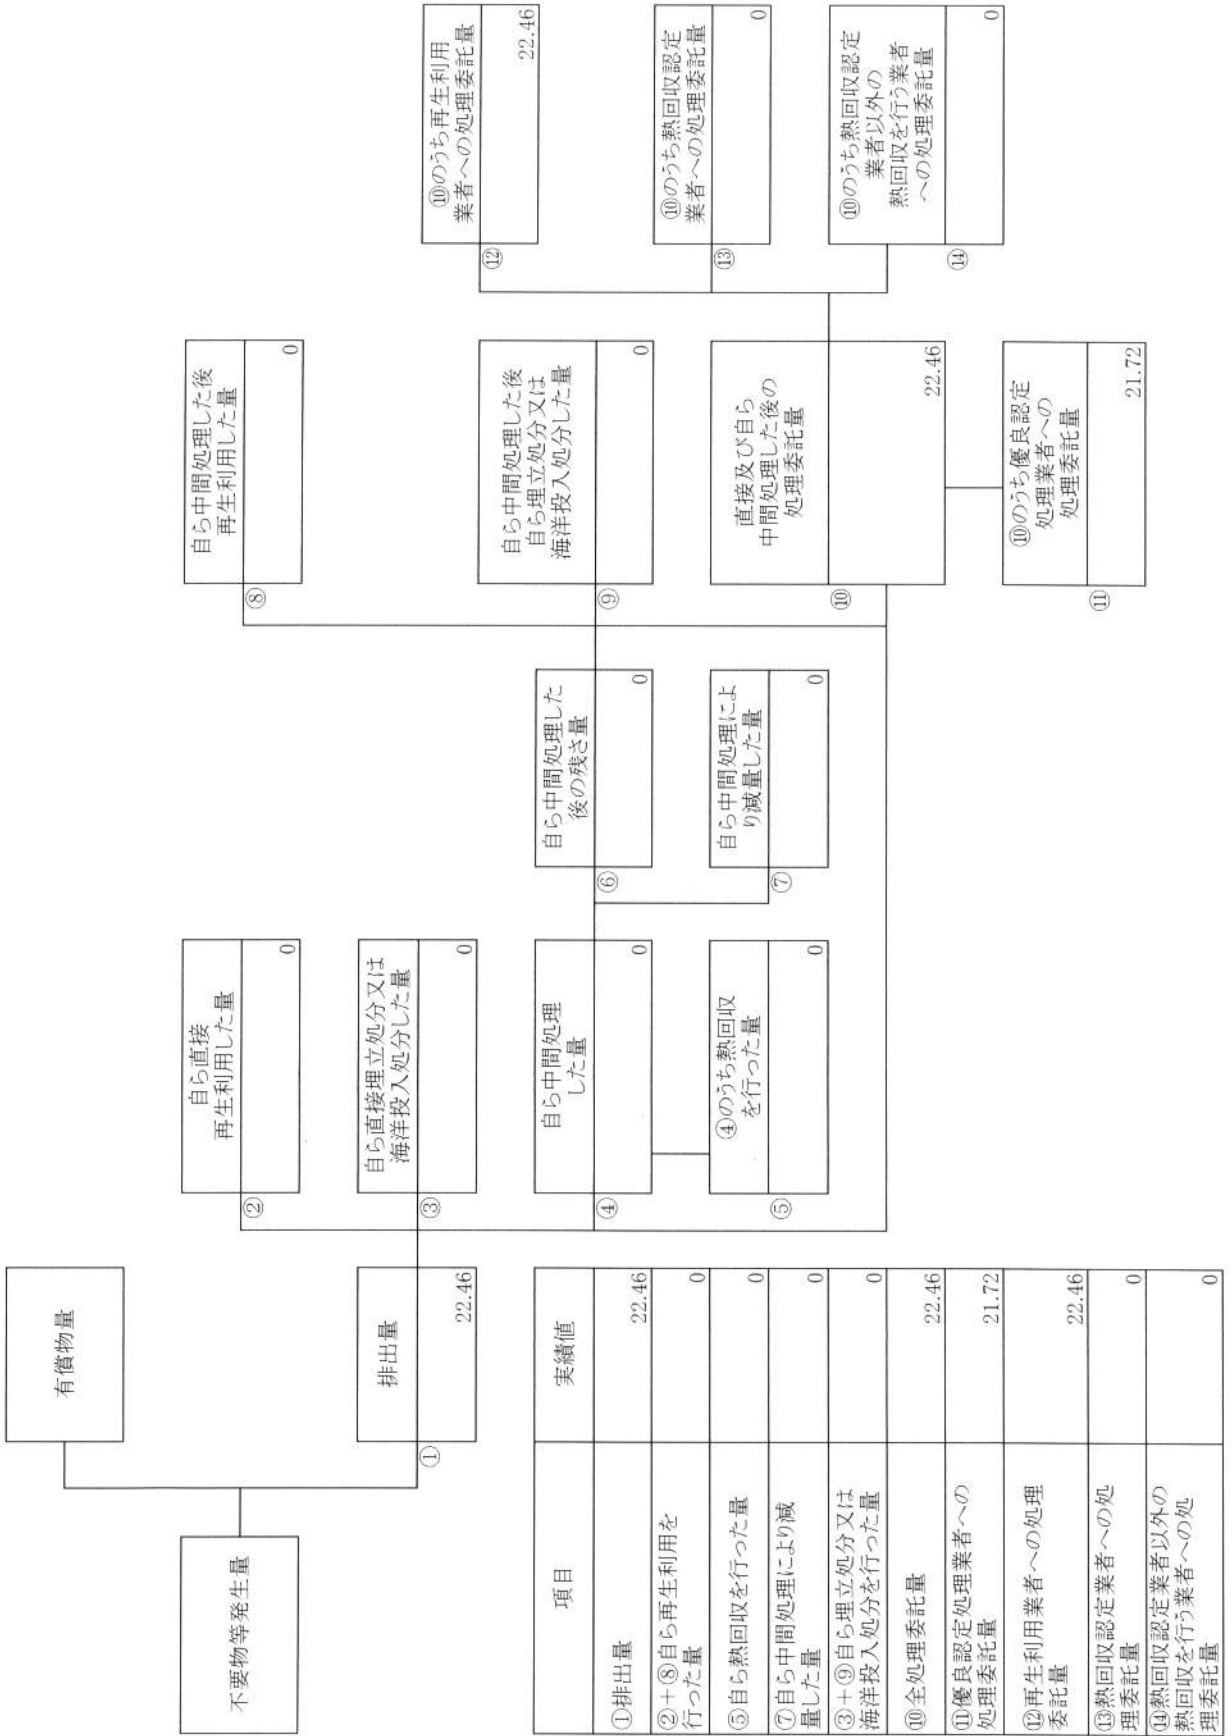 不要物等発生量
有償物量
①
排出量
22.46
②
自ら直接
再生利用した量
0
③
自ら直接埋立処分又は
海洋投入処分した量
0
④
自ら中間処理
した量
0
⑤
④のうち熱回収
を行った量
0
⑥
自ら中間処理した
後の残さ量
0
⑦
自ら中間処理によ
り減量した量
0
⑧
自ら中間処理した後
再生利用した量
0
⑨
自ら中間処理した後
自ら埋立処分又は
海洋投入処分した量
0
⑩
直接及び自ら
中間処理した後の
処理委託量
22.46
⑪
⑩のうち優良認定
処理業者への
処理委託量
21.72
⑫
⑩のうち再生利用
業者への処理委託量
22.46
⑬
⑩のうち熱回収認定
業者への処理委託量
0
⑭
⑩のうち熱回収認定
業者以外の
熱回収を行う業者
への処理委託量
0
項目 実績値
①排出量 22.46
②＋⑧自ら再生利用を 0
行った量
⑤自ら熱回収を行った量 0
⑦自ら中間処理により減 0
量した量
③＋⑨自ら埋立処分又は 0
海洋投入処分を行った量
⑩全処理委託量 22.46
⑪優良認定処理業者への 21.72
処理委託量
⑫再生利用業者への処理 22.46
委託量
⑬熱回収認定業者への処 0
理委託量
⑭熱回収認定業者以外の 0
熱回収を行う業者への処
理委託量